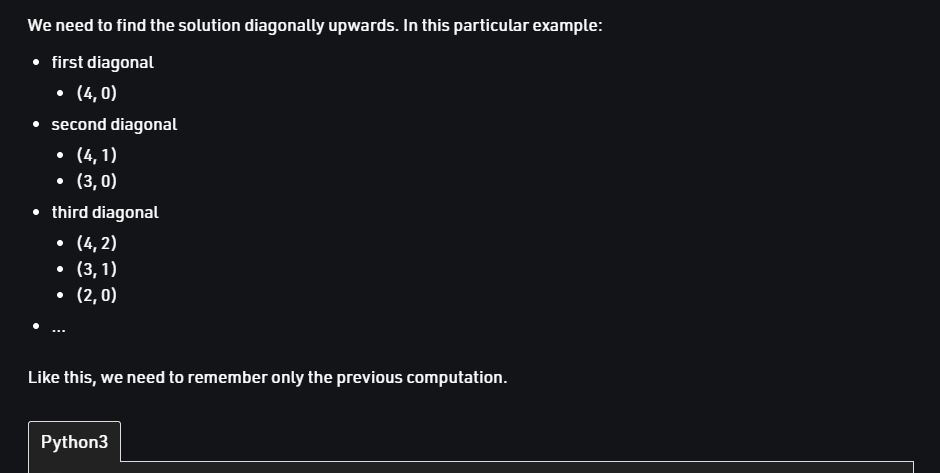 We need to find the solution diagonally upwards. In this particular example:
• first diagonal
• (4, 0)
• second diagonal
• (4, 1)
• (3, 0)
• third diagonal
• (4, 2)
• (3, 1)
• (2, 0)
• ...
Like this, we need to remember only the previous computation.
Python3